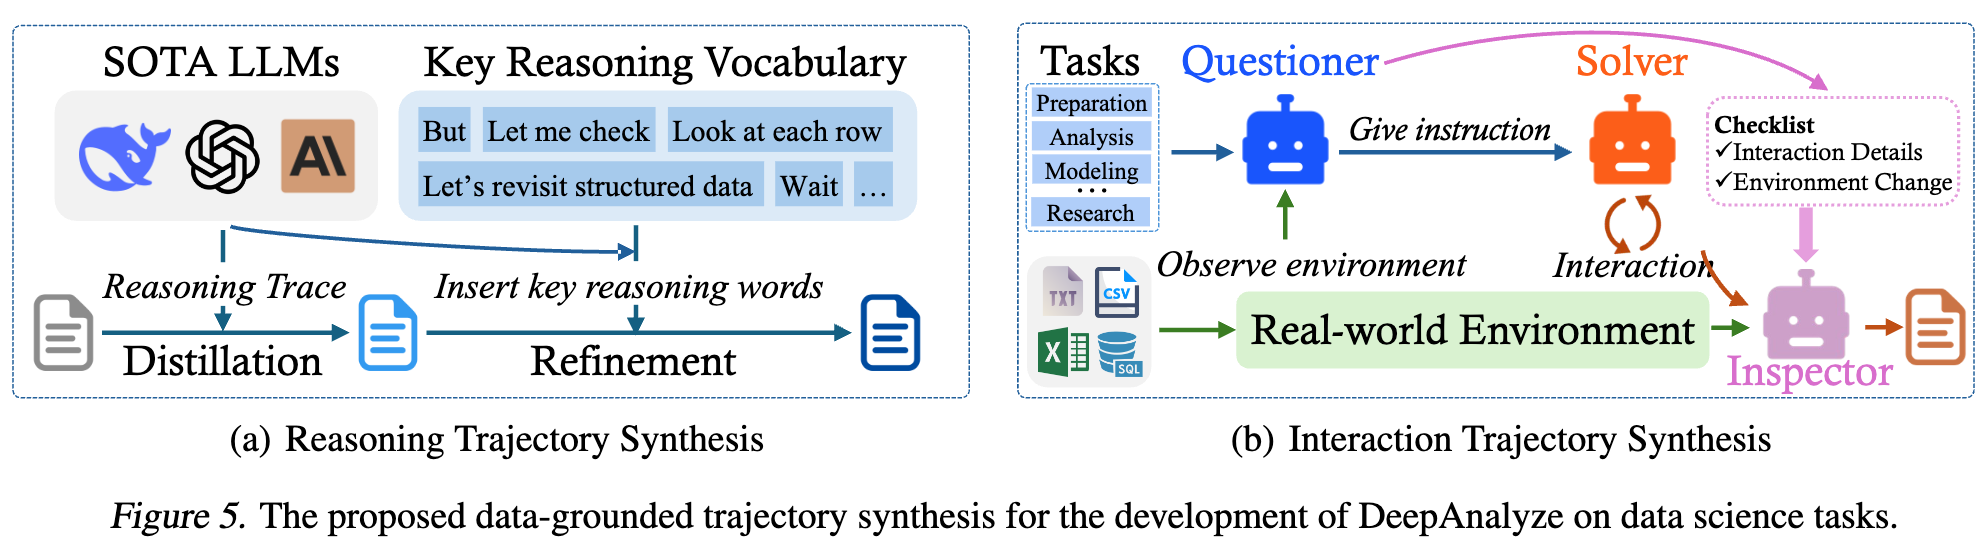 SOTA LLMs
Key Reasoning Vocabulary
But
Let me check
Look at each row
Let's revisit structured data
Wait
...
Reasoning Trace
Insert key reasoning words
Distillation
Refinement
(a) Reasoning Trajectory Synthesis
Tasks
Preparation
Analysis
Modeling
...
Research
Questioner
Solver
Give instruction
Checklist
✓Interaction Details
✓Environment Change
Observe environment
Interaction
TXT
CSV
X
SQL
Real-world Environment
Inspector
(b) Interaction Trajectory Synthesis
Figure 5. The proposed data-grounded trajectory synthesis for the development of DeepAnalyze on data science tasks.